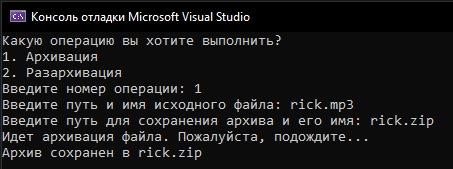 Консоль отладки Microsoft Visual Studio
Какую операцию вы хотите выполнить?
1. Архивация
2. Разархивация
Введите номер операции: 1
Введите путь и имя исходного файла: rick.mp3
Введите путь для сохранения архива и его имя: rick.zip
Идет архивация файла. Пожалуйста, подождите...
Архив сохранен в rick.zip